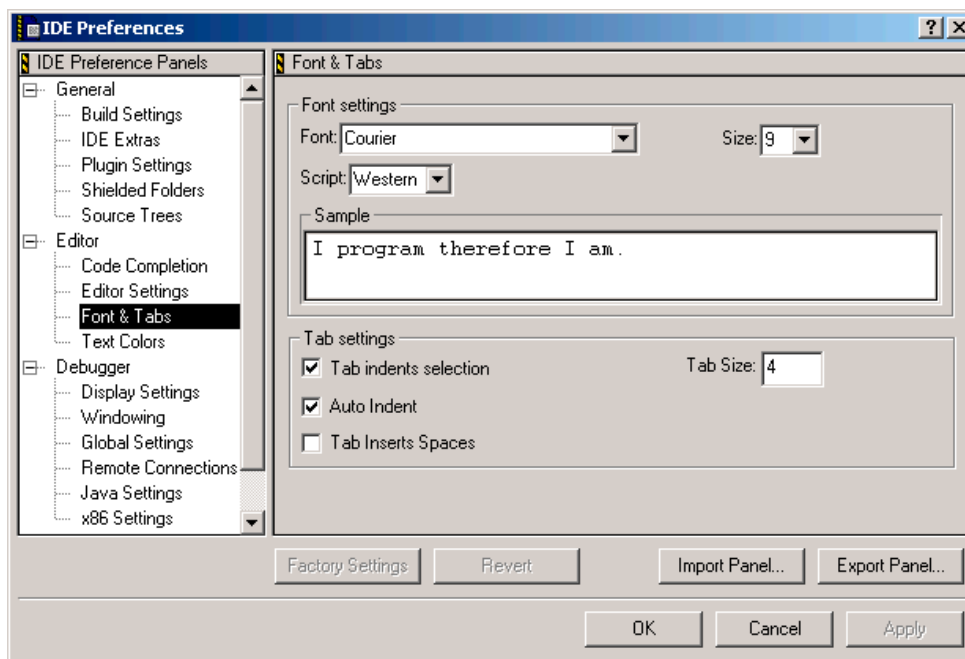 IDE Preferences
IDE Preference Panels
General
Build Settings
IDE Extras
Plugin Settings
Shielded Folders
Source Trees
Editor
Code Completion
Editor Settings
Font & Tabs
Text Colors
Debugger
Display Settings
Windowing
Global Settings
Remote Connections
Java Settings
x86 Settings
Font & Tabs
Font settings
Font: Courier Size: 9
Script: Western
Sample
I program therefore I am.
Tab settings
Tab indents selection Tab Size: 4
Auto Indent
Tab Inserts Spaces
Factory Settings Revert Import Panel... Export Panel...
OK Cancel Apply